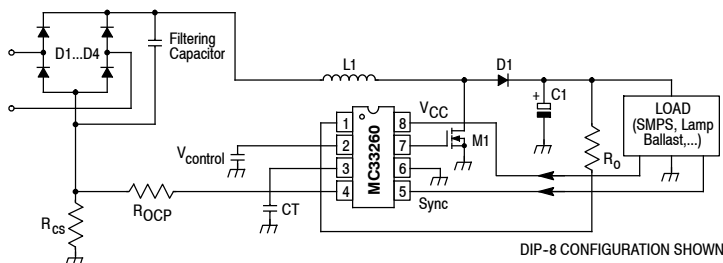 D1...D4
Filtering
Capacitor
L1
D1
+
C1
LOAD
(SMPS, Lamp
Ballast,...)
VCC
M1
Ro
Vcontrol
1
2
3
4
MC33260
8
7
6
5
Sync
ROCP
CT
Rcs
DIP-8 CONFIGURATION SHOWN